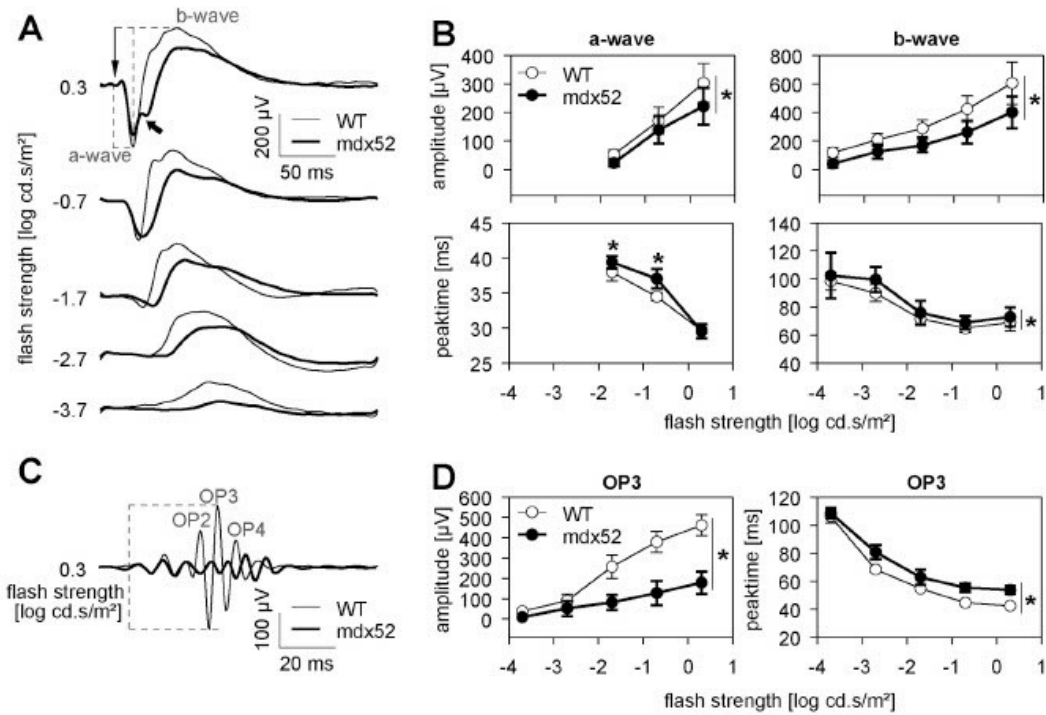 A
b-wave
0.3
a-wave
200 µV
WT
mdx52
50 ms
-0.7
-1.7
-2.7
-3.7
flash strength [log cd.s/m²]
B
a-wave
b-wave
amplitude [µV]
400
300
200
100
0
WT
mdx52
*
800
600
400
200
0
*
peaktime [ms]
45
40
35
30
25
* *
140
120
100
80
60
40
*
-4 -3 -2 -1 0 1
-4 -3 -2 -1 0 1
flash strength [log cd.s/m²]
C
OP3
OP2
OP4
0.3
flash strength
[log cd.s/m²]
100 µV
WT
mdx52
20 ms
D
OP3
OP3
amplitude [µV]
600
500
400
300
200
100
0
WT
mdx52
*
peaktime [ms]
120
100
80
60
40
20
*
-4 -3 -2 -1 0 1
-4 -3 -2 -1 0 1
flash strength [log cd.s/m²]